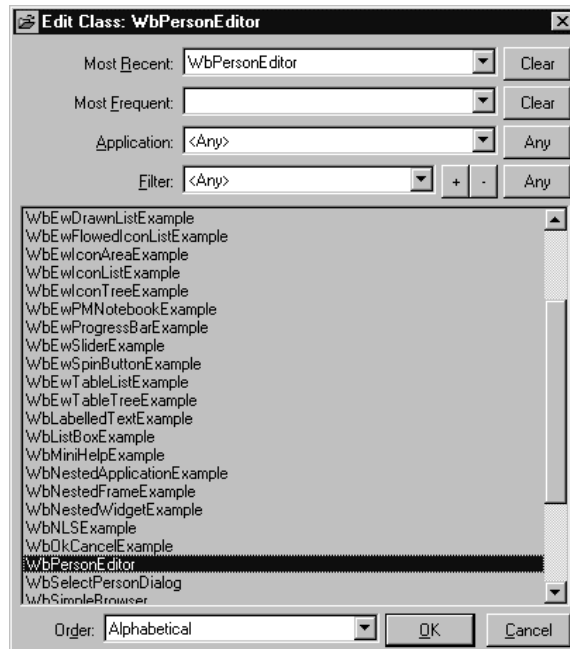 Edit Class: WbPersonEditor
Most Recent: WbPersonEditor Clear
Most Frequent: Clear
Application: <Any> Any
Filter: <Any> + - Any
WbEwDrawnListExample
WbEwFlowedIconListExample
WbEwIconAreaExample
WbEwIconListExample
WbEwIconTreeExample
WbEwPMNotebookExample
WbEwProgressBarExample
WbEwSliderExample
WbEwSpinButtonExample
WbEwTableListExample
WbEwTableTreeExample
WbLabelledTextExample
WbListBoxExample
WbMiniHelpExample
WbNestedApplicationExample
WbNestedFrameExample
WbNestedWidgetExample
WbNLSExample
WbOkCancelExample
WbPersonEditor
WbSelectPersonDialog
WbSimpleBrowser
Order: Alphabetical OK Cancel